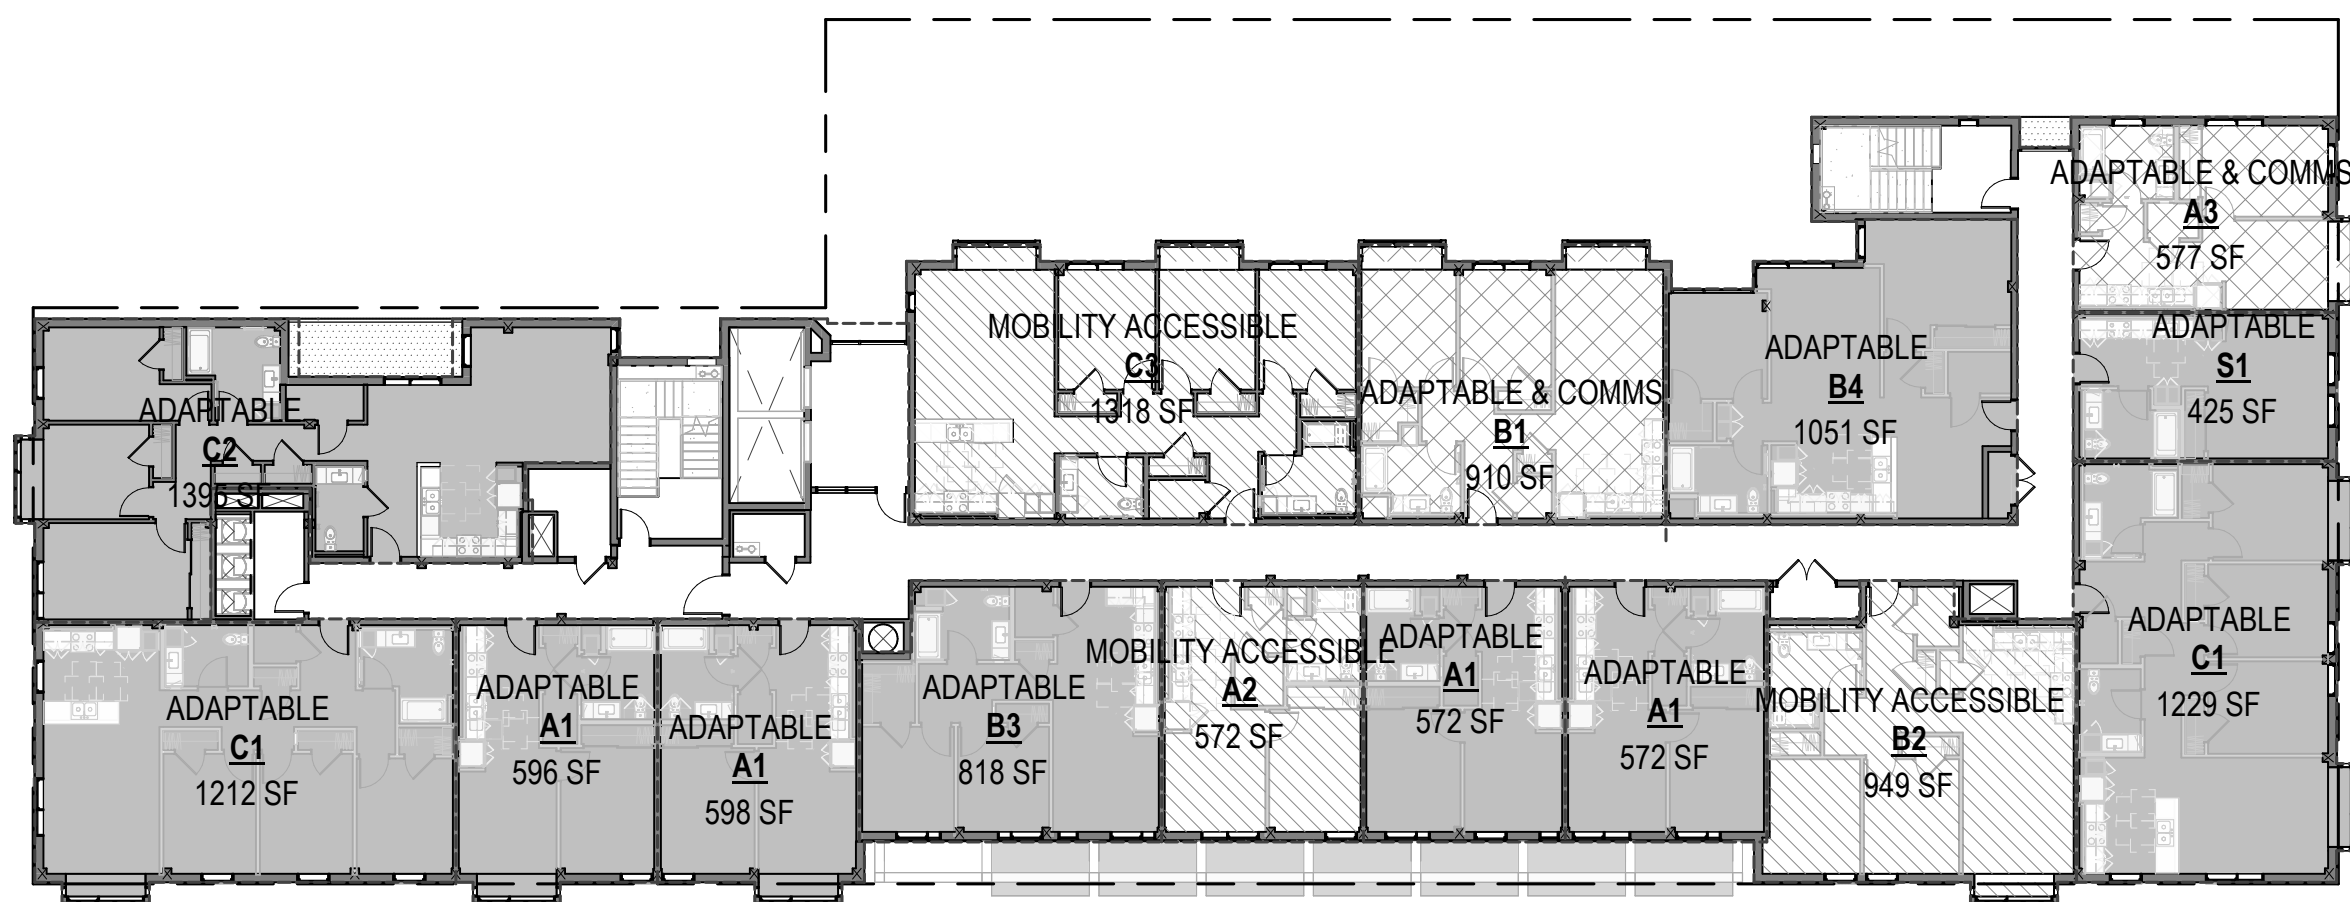 ADAPTABLE & COMMS
A3
577 SF
MOBILITY ACCESSIBLE
C3
1318 SF
ADAPTABLE & COMMS
B1
910 SF
ADAPTABLE
B4
1051 SF
ADAPTABLE
S1
425 SF
ADAPTABLE
C2
SF
ADAPTABLE
C1
1212 SF
ADAPTABLE
A1
596 SF
ADAPTABLE
A1
598 SF
ADAPTABLE
B3
818 SF
MOBILITY ACCESSIBLE
A2
572 SF
ADAPTABLE
A1
572 SF
ADAPTABLE
A1
572 SF
MOBILITY ACCESSIBLE
B2
949 SF
ADAPTABLE
C1
1229 SF